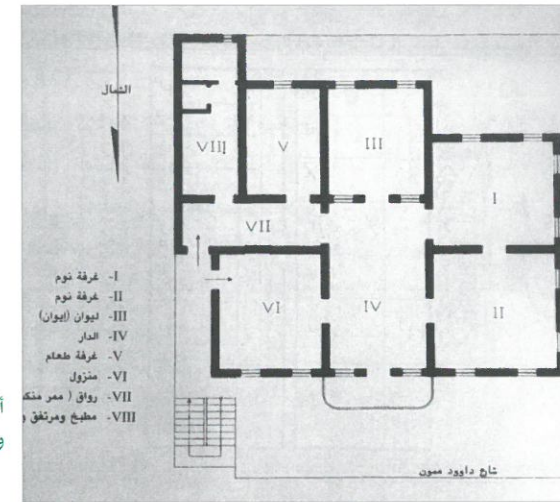 الشمال
VIII
V
III
I
VII
VI
IV
II
I- غرفة نوم
II- غرفة نوم
III- ليوان (إيوان)
IV- الدار
V- غرفة طعام
VI- منزول
VII- رواق ( ممر
VIII- مطبخ ومرتفق و
شارع داوود عمون